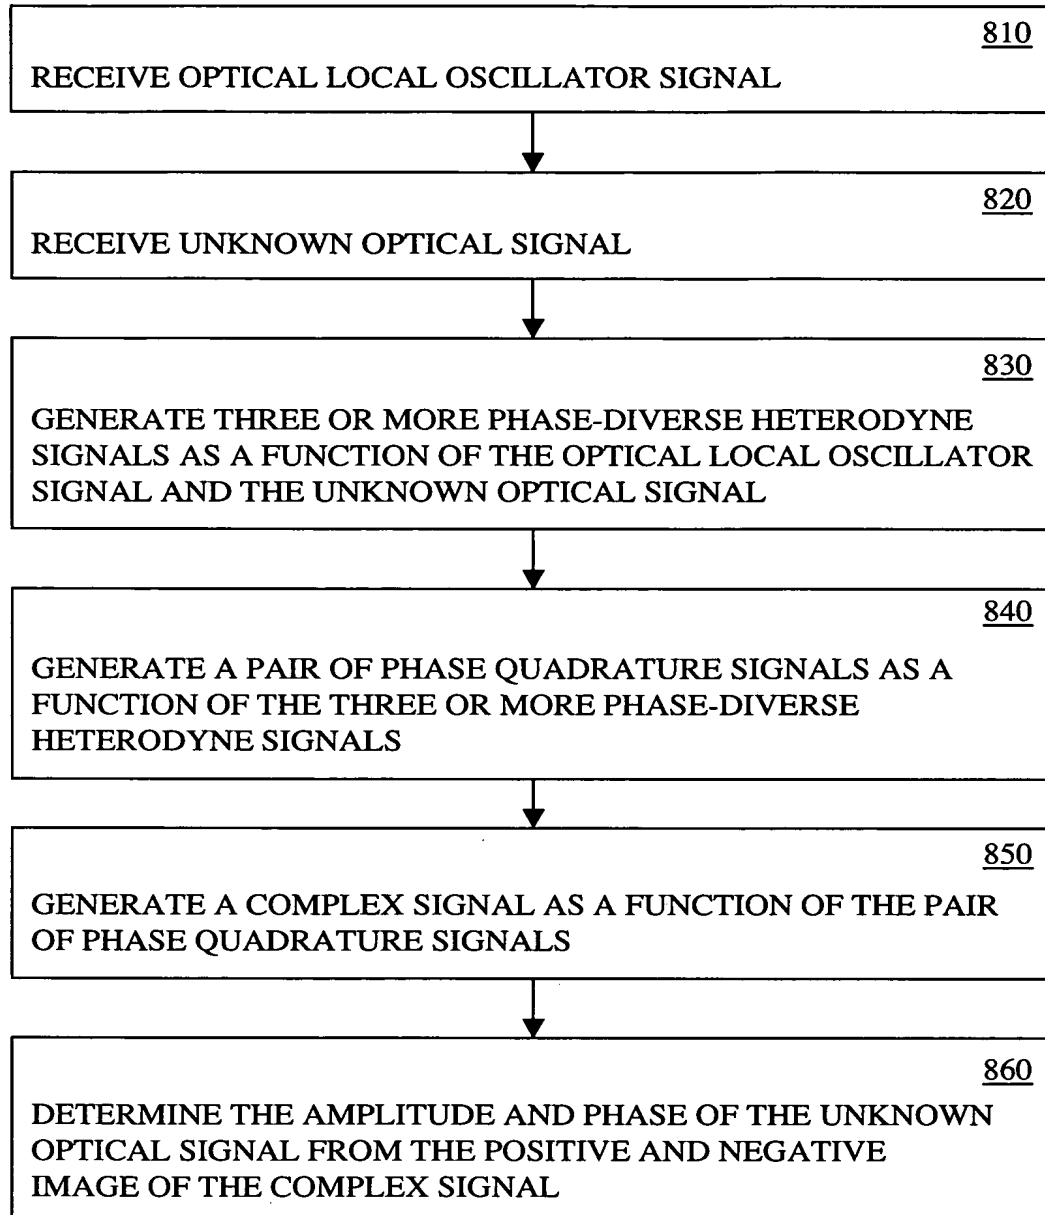 810
RECEIVE OPTICAL LOCAL OSCILLATOR SIGNAL
820
RECEIVE UNKNOWN OPTICAL SIGNAL
830
GENERATE THREE OR MORE PHASE-DIVERSE HETERODYNE
SIGNALS AS A FUNCTION OF THE OPTICAL LOCAL OSCILLATOR
SIGNAL AND THE UNKNOWN OPTICAL SIGNAL
840
GENERATE A PAIR OF PHASE QUADRATURE SIGNALS AS A
FUNCTION OF THE THREE OR MORE PHASE-DIVERSE
HETERODYNE SIGNALS
850
GENERATE A COMPLEX SIGNAL AS A FUNCTION OF THE PAIR
OF PHASE QUADRATURE SIGNALS
860
DETERMINE THE AMPLITUDE AND PHASE OF THE UNKNOWN
OPTICAL SIGNAL FROM THE POSITIVE AND NEGATIVE
IMAGE OF THE COMPLEX SIGNAL